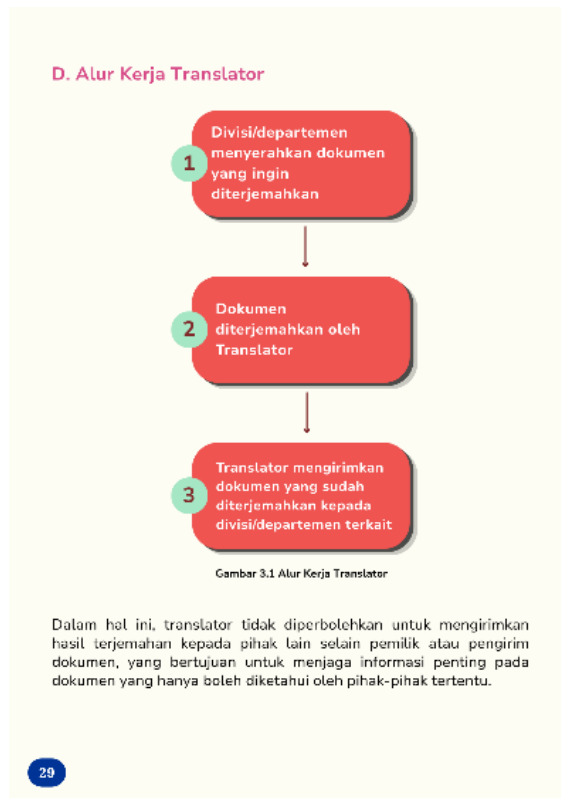 D. Alur Kerja Translator
1
Divisi/departemen
menyerahkan dokumen
yang ingin
diterjemahkan
2
Dokumen
diterjemahkan oleh
Translator
3
Translator mengirimkan
dokumen yang sudah
diterjemahkan kepada
divisi/departemen terkait
Gambar 3.1 Alur Kerja Translator
Dalam hal ini, translator tidak diperbolehkan untuk mengirimkan
hasil terjemahan kepada pihak lain selain pemilik atau pengirim
dokumen, yang bertujuan untuk menjaga informasi penting pada
dokumen yang hanya boleh diketahui oleh pihak-pihak tertentu.
29